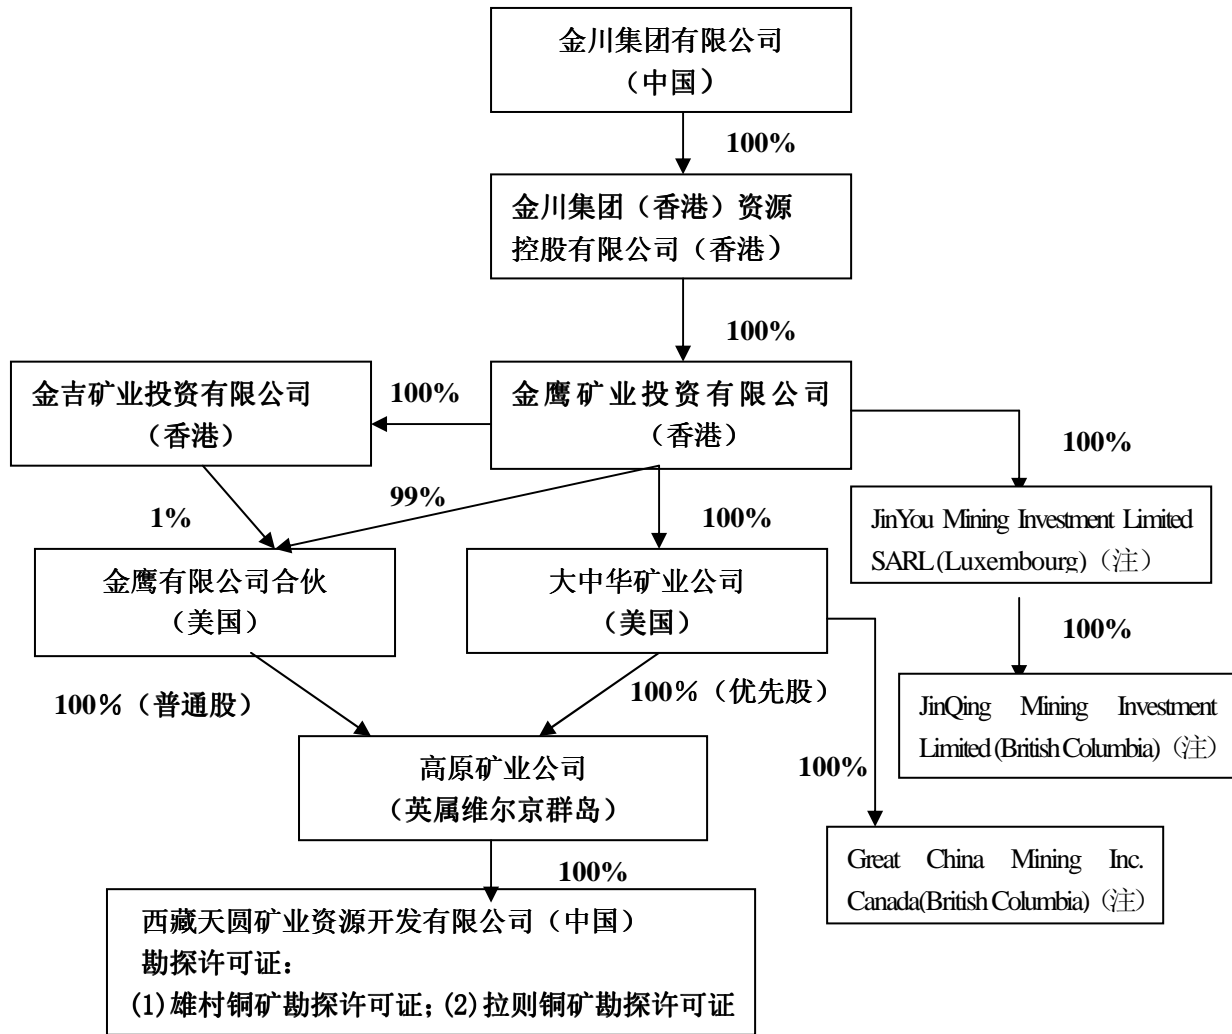 金川集团有限公司
（中国）
100%
金川集团（香港）资源
控股有限公司（香港）
100%
金吉矿业投资有限公司
（香港）
100%
金鹰矿业投资有限公司
（香港）
100%
1%
99%
100%
JinYou Mining Investment Limited
SARL (Luxembourg)（注）
金鹰有限公司合伙
（美国）
大中华矿业公司
（美国）
100%
100%（普通股）
100%（优先股）
JinQing Mining Investment
Limited (British Columbia)（注）
高原矿业公司
（英属维尔京群岛）
100%
Great China Mining Inc.
Canada(British Columbia)（注）
100%
西藏天圆矿业资源开发有限公司（中国）
勘探许可证：
(1)雄村铜矿勘探许可证；(2)拉则铜矿勘探许可证